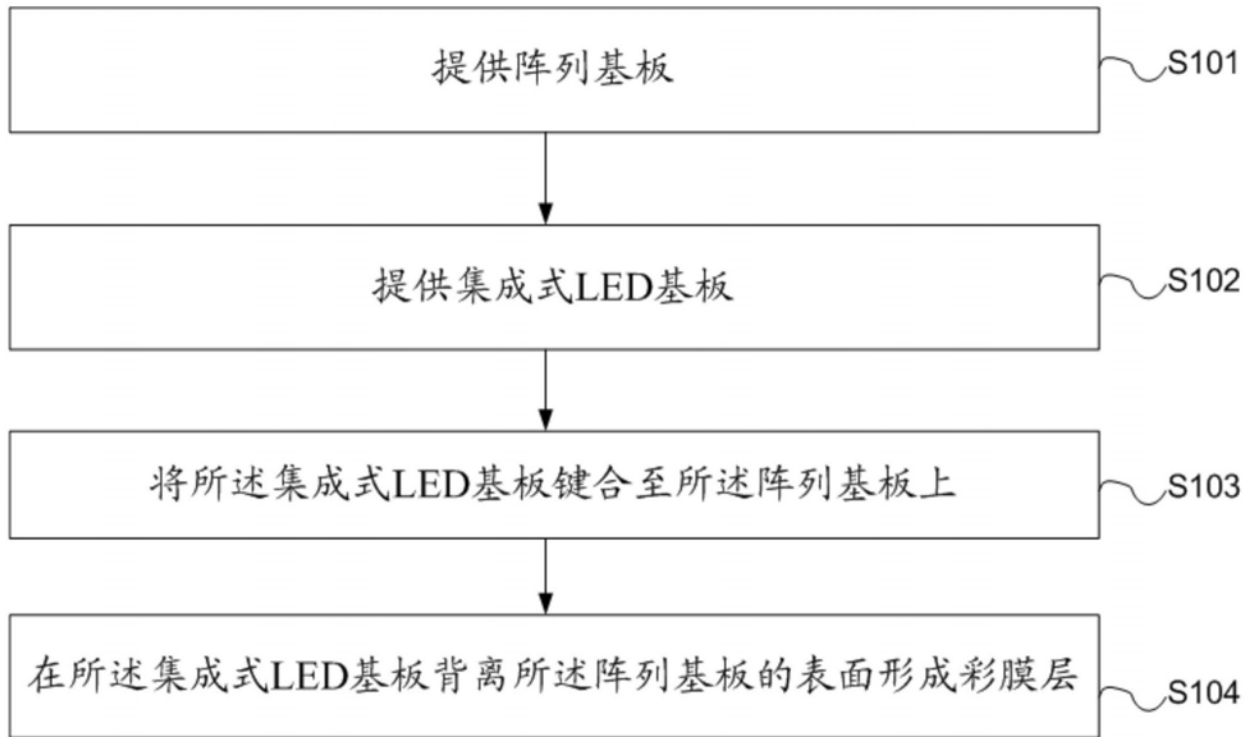 提供阵列基板
S101
提供集成式LED基板
S102
将所述集成式LED基板键合至所述阵列基板上
S103
在所述集成式LED基板背离所述阵列基板的表面形成彩膜层
S104